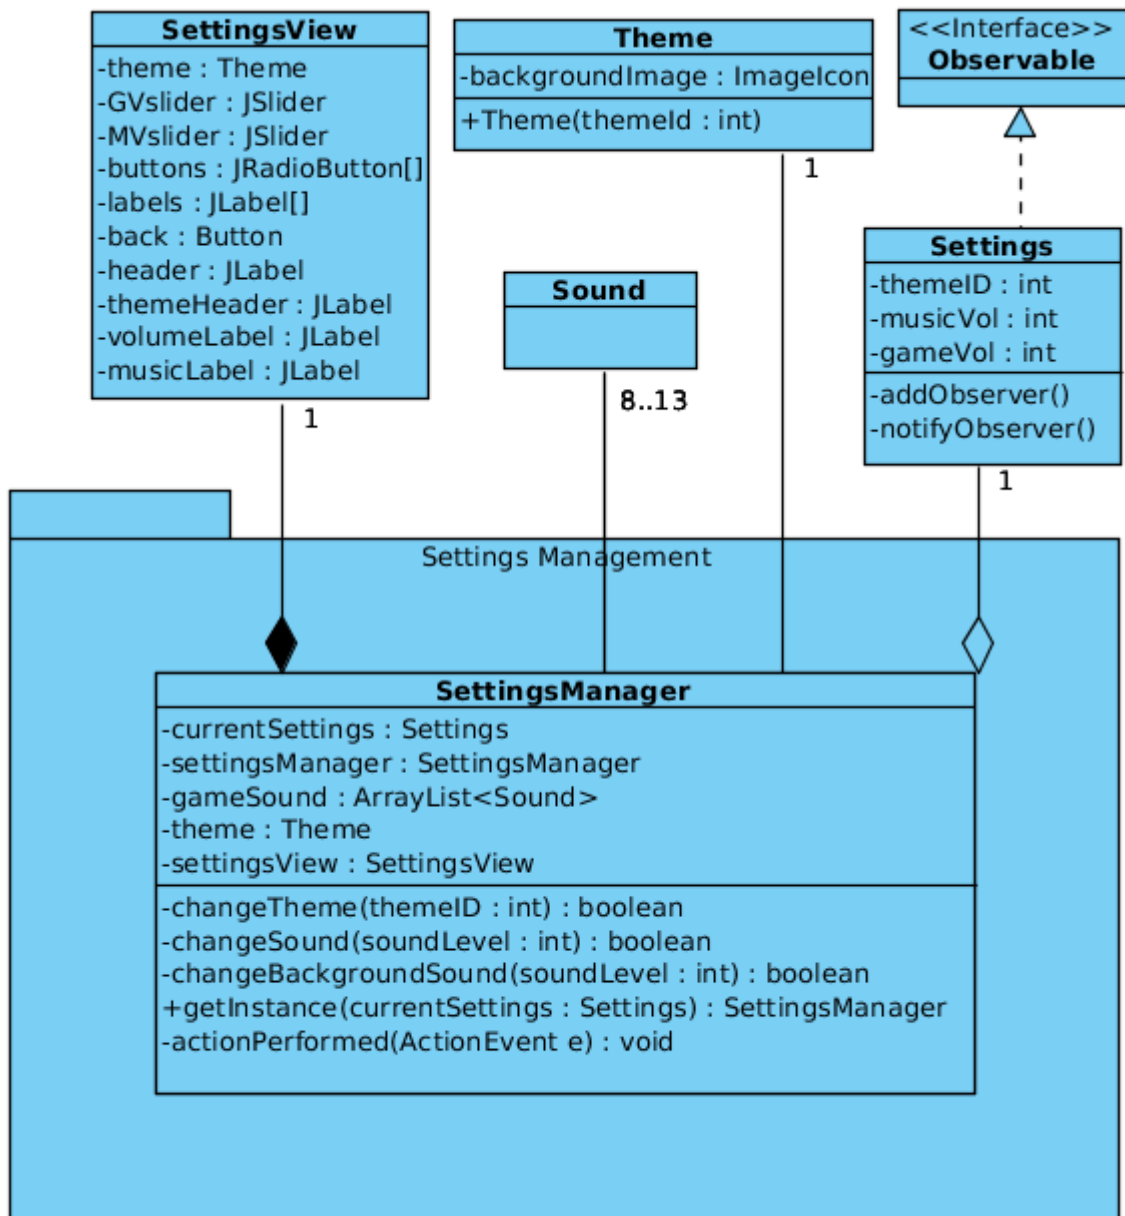 SettingsView
-theme : Theme
-GVslider : JSlider
-MVslider : JSlider
-buttons : JRadioButton[]
-labels : JLabel[]
-back : Button
-header : JLabel
-themeHeader : JLabel
-volumeLabel : JLabel
-musicLabel : JLabel
1
Theme
-backgroundImage : ImageIcon
+Theme(themeId : int)
1
<<Interface>>
Observable
Sound
8..13
Settings
-themeID : int
-musicVol : int
-gameVol : int
-addObserver()
-notifyObserver()
1
Settings Management
SettingsManager
-currentSettings : Settings
-settingsManager : SettingsManager
-gameSound : ArrayList<Sound>
-theme : Theme
-settingsView : SettingsView
-changeTheme(themeID : int) : boolean
-changeSound(soundLevel : int) : boolean
-changeBackgroundSound(soundLevel : int) : boolean
+getInstance(currentSettings : Settings) : SettingsManager
-actionPerformed(ActionEvent e) : void